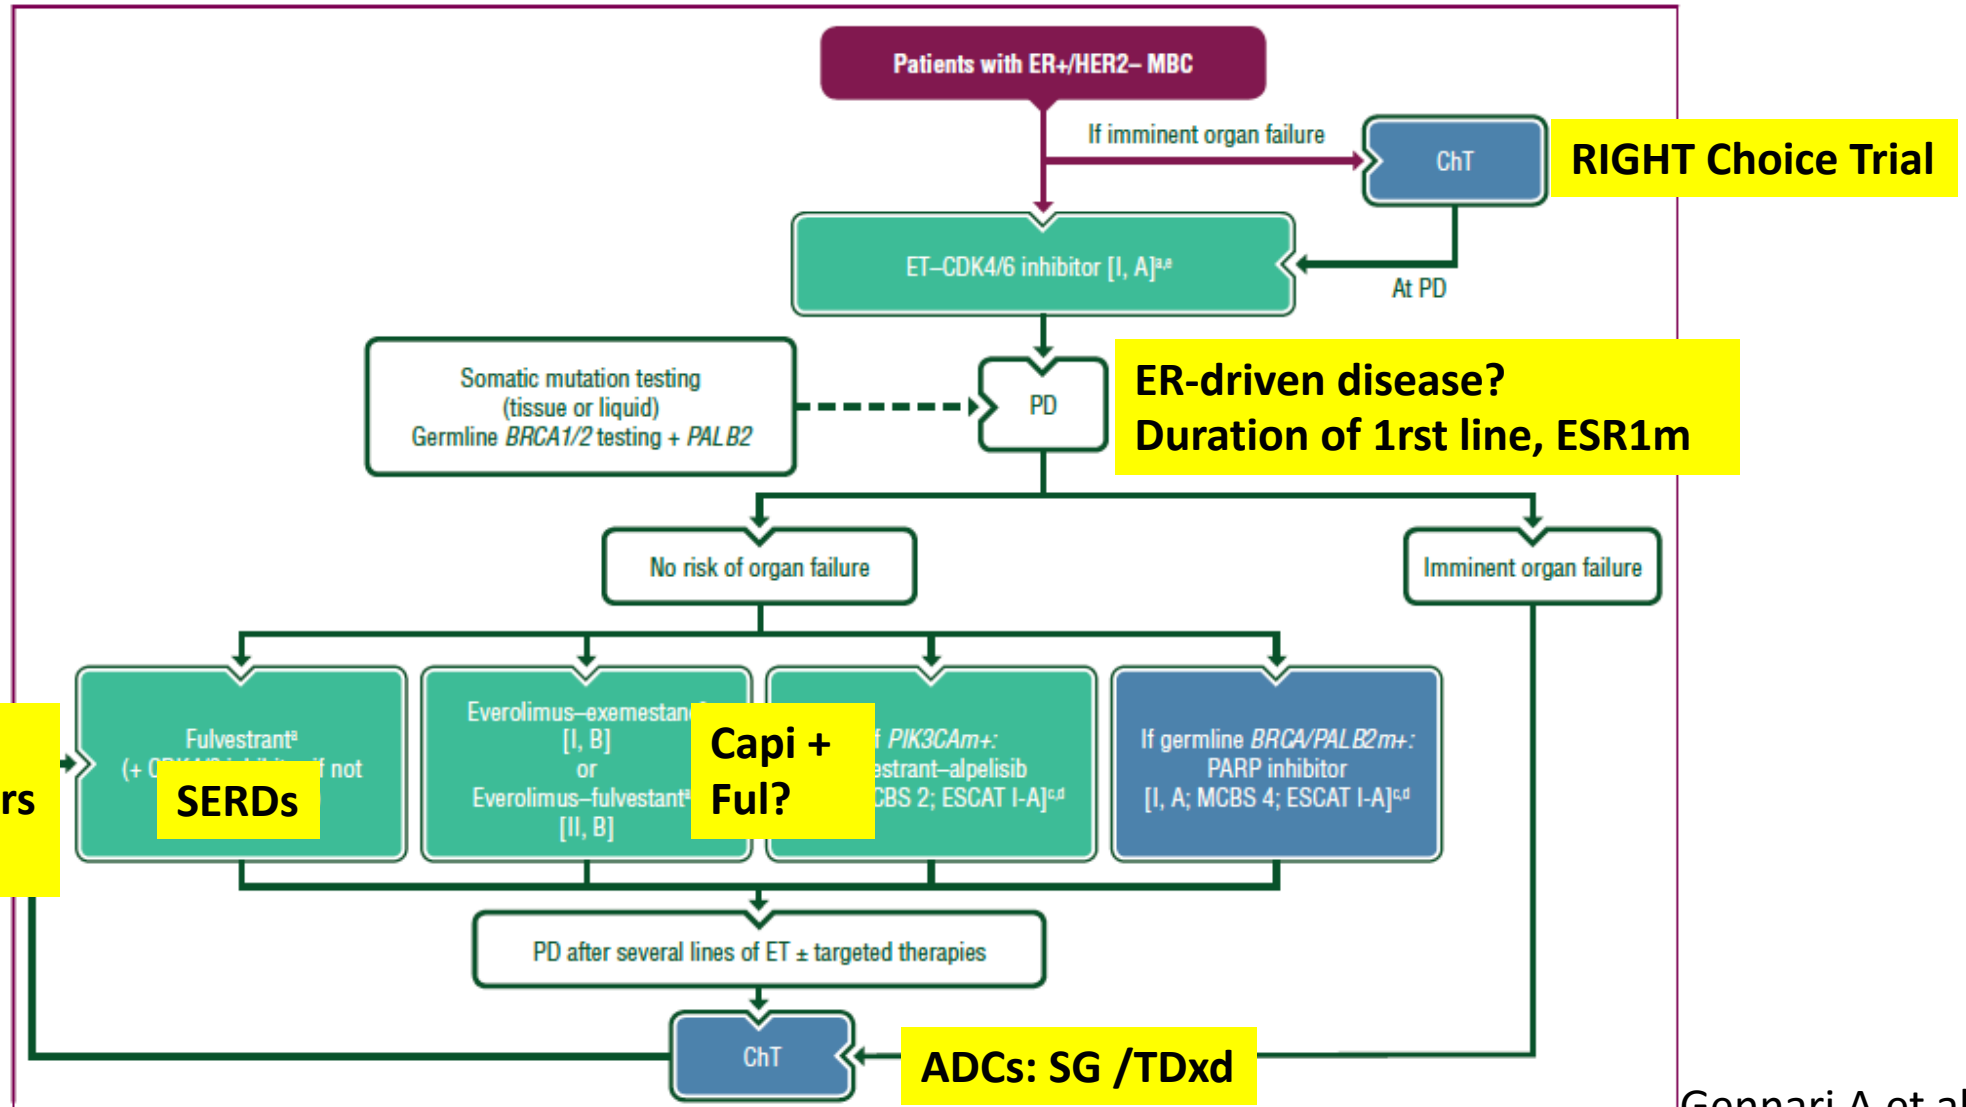 Patients with ER+/HER2– MBC
If imminent organ failure
ChT
RIGHT Choice Trial
ET–CDK4/6 inhibitor [I, A]a,e
At PD
Somatic mutation testing
(tissue or liquid)
Germline BRCA1/2 testing + PALB2
PD
ER-driven disease?
Duration of 1rst line, ESR1m
No risk of organ failure
Imminent organ failure
rs
Fulvestranta
if not
SERDs
Everolimus–exemestane
[I, B]
or
Everolimus–fulvestranta
[II, B]
Capi +
Ful?
PIK3CAm+:
estrant–alpelisib
CBS 2; ESCAT I-A]c,d
If germline BRCA/PALB2m+:
PARP inhibitor
[I, A; MCBS 4; ESCAT I-A]c,d
PD after several lines of ET ± targeted therapies
ChT
ADCs: SG /TDxd
Gennari A et al